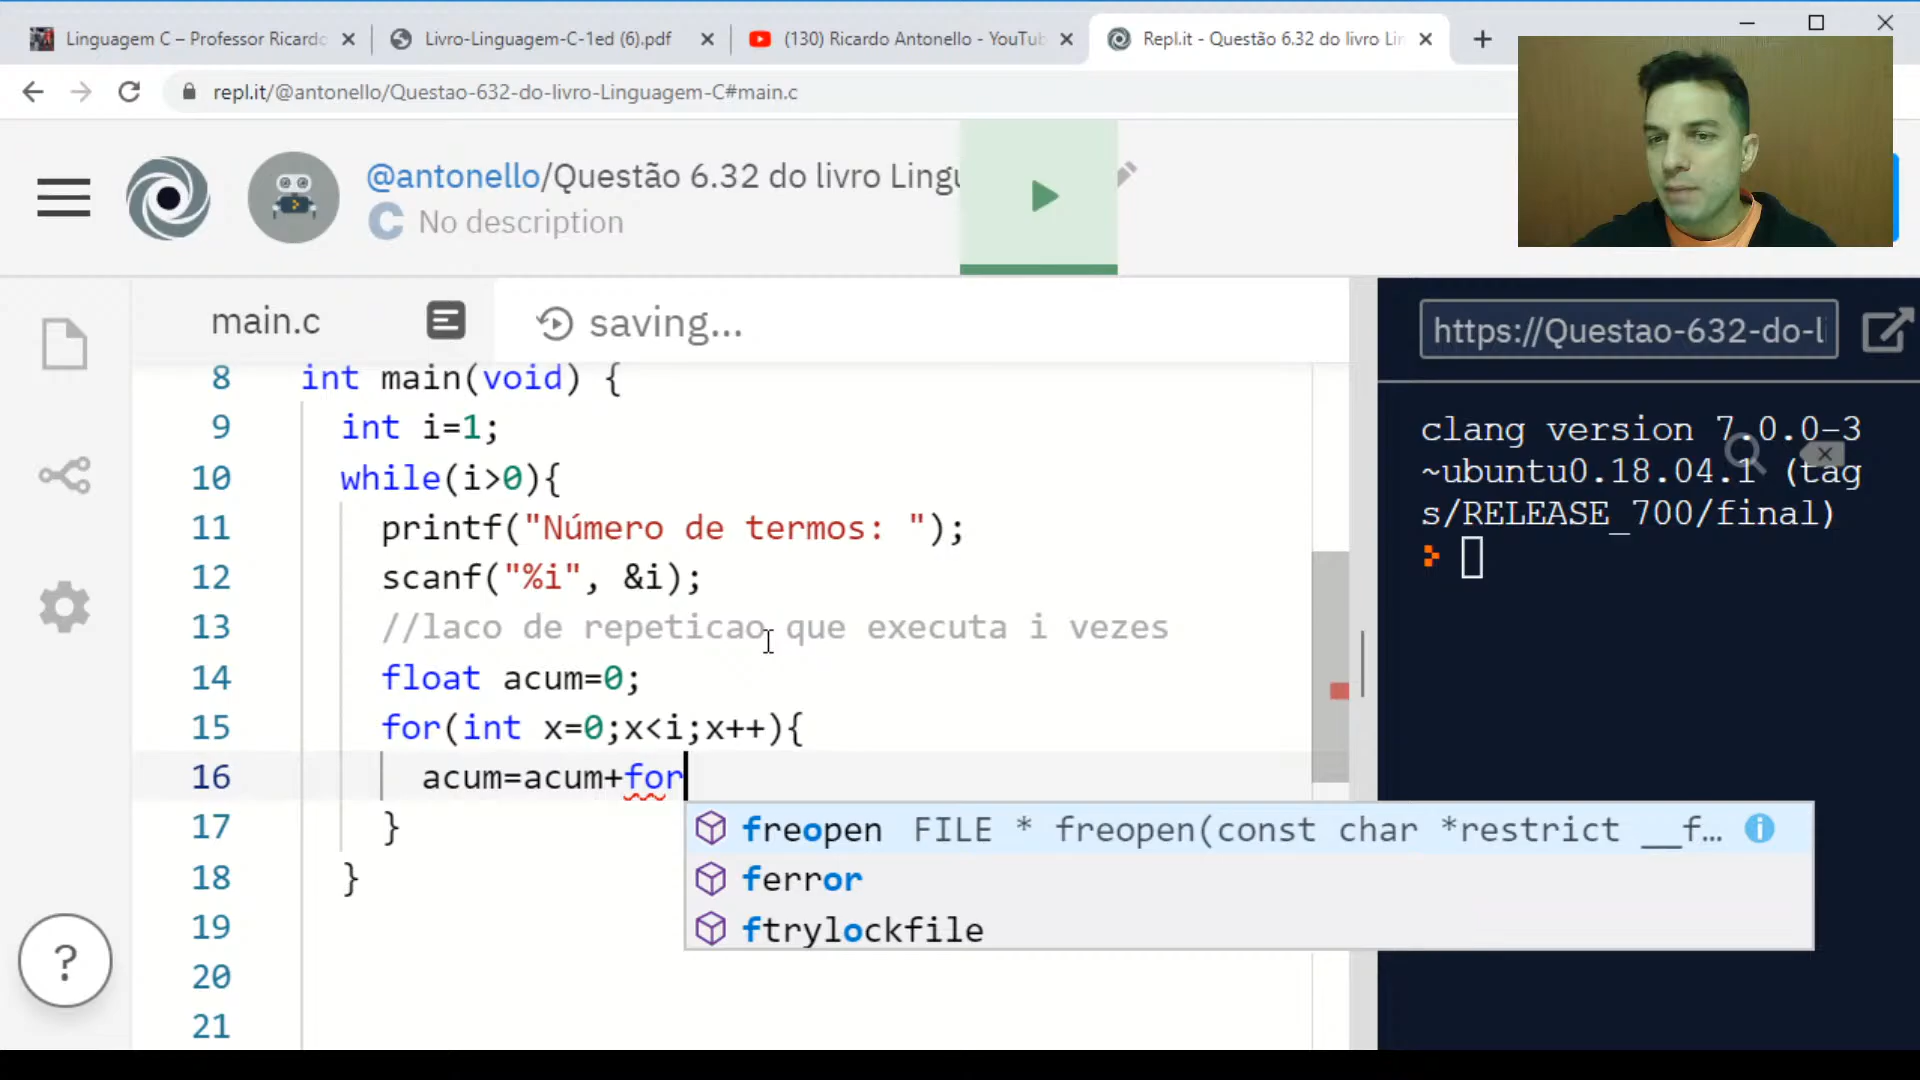 Linguagem C – Professor Ricardo
Livro-Linguagem-C-1ed (6).pdf
(130) Ricardo Antonello - YouTub
Repl.it - Questão 6.32 do livro Lin
repl.it/@antonello/Questao-632-do-livro-Linguagem-C#main.c
@antonello/Questão 6.32 do livro Lingu
No description
main.c
saving...
https://Questao-632-do-l
8 int main(void) {
9 int i=1;
10 while(i>0){
11 printf("Número de termos: ");
12 scanf("%i", &i);
13 //laco de repeticao que executa i vezes
14 float acum=0;
15 for(int x=0;x<i;x++){
16 acum=acum+for
17 }
18 }
19
20
21
freopen FILE * freopen(const char *restrict __f…
ferror
ftrylockfile
clang version 7.0.0-3
~ubuntu0.18.04.1 (tag
s/RELEASE_700/final)
?